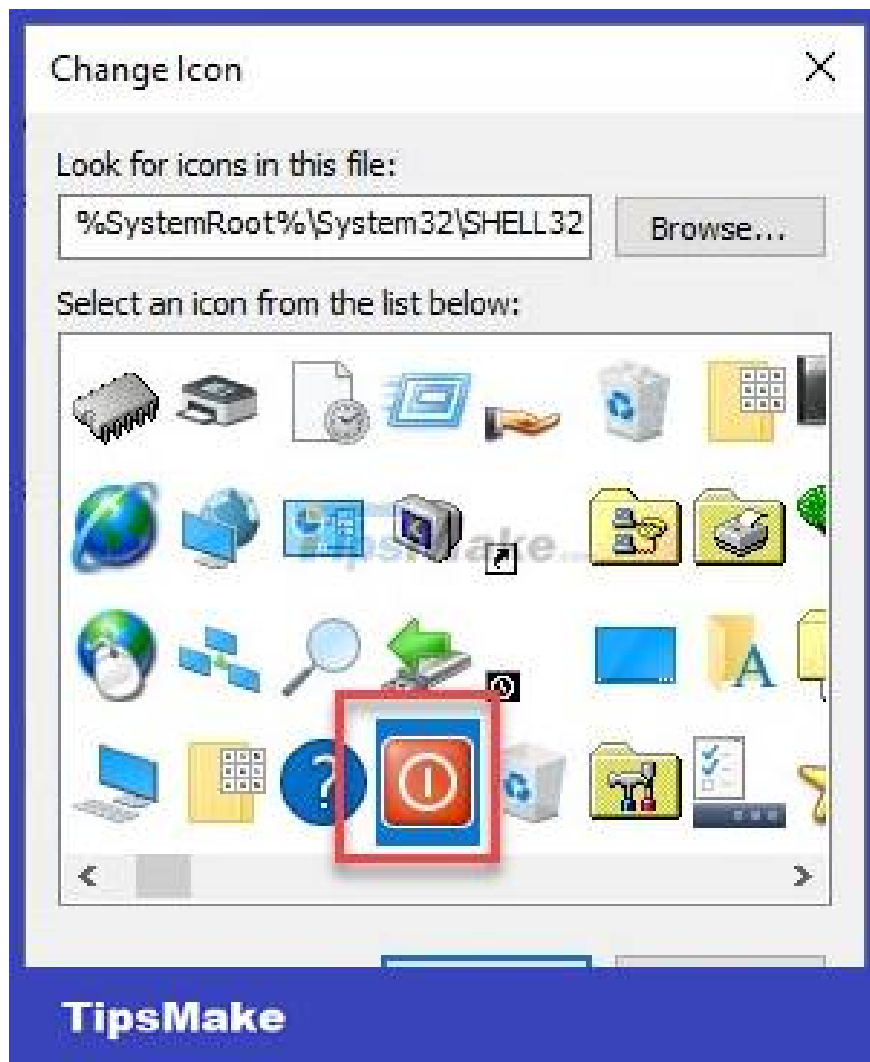 Change Icon
Look for icons in this file:
%SystemRoot%\System32\SHELL32
Browse...
Select an icon from the list below:
TipsMake